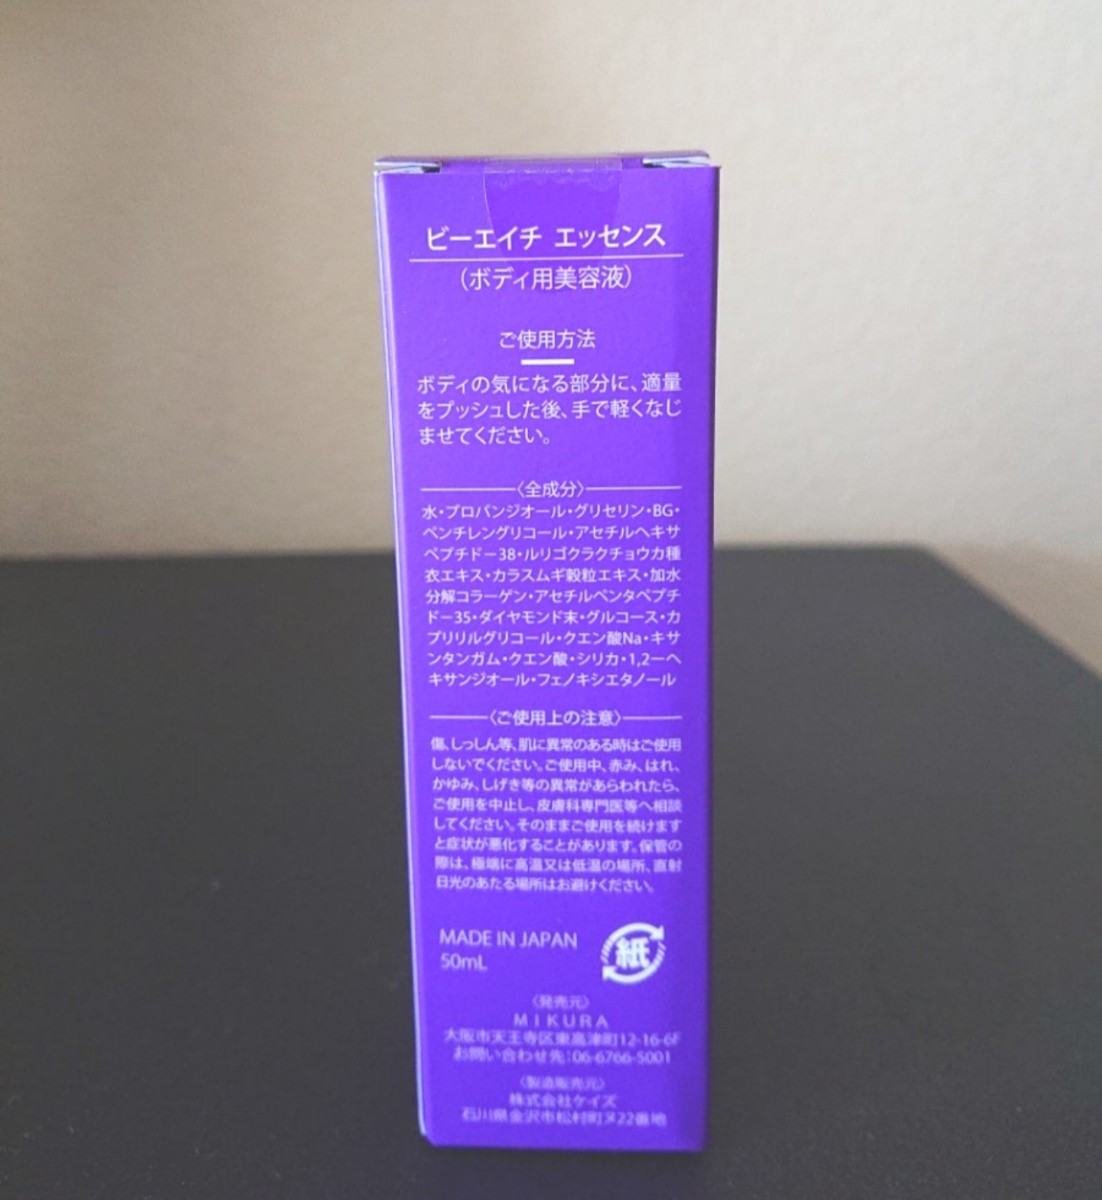 ビーエイチ エッセンス
(ボディ用美容液)
ご使用方法
ボディの気になる部分に、適量
をプッシュした後、手で軽くなじ
ませてください。
〈全成分〉
水・プロパンジオール・グリセリン・BG・
ペンチレングリコール・アセチルヘキサ
ペプチドー38・ルリゴクラクチョウカ種
衣エキス・カラスムギ穀粒エキス・加水
分解コラーゲン・アセチルペンタペプチ
ドー35・ダイヤモンド末・グルコース・カ
プリリルグリコール・クエン酸Na・キサ
ンタンガム・クエン酸・シリカ・1,2ーヘ
キサンジオール・フェノキシエタノール
〈ご使用上の注意〉
傷、しっしん等、肌に異常のある時はご使用
しないでください。ご使用中、赤み、はれ、
かゆみ、しげき等の異常があらわれたら、
ご使用を中止し、皮膚科専門医等へ相談
してください。そのままご使用を続けます
と症状が悪化することがあります。保管の
際は、極端に高温又は低温の場所、直射
日光のあたる場所はお避けください。
MADE IN JAPAN
50mL
紙
〈発売元〉
MIKURA
大阪市天王寺区東高津町12-16-6F
お問い合わせ先:06-6766-5001
〈製造販売元〉
株式会社ケイズ
石川県金沢市松村町ヌ22番地